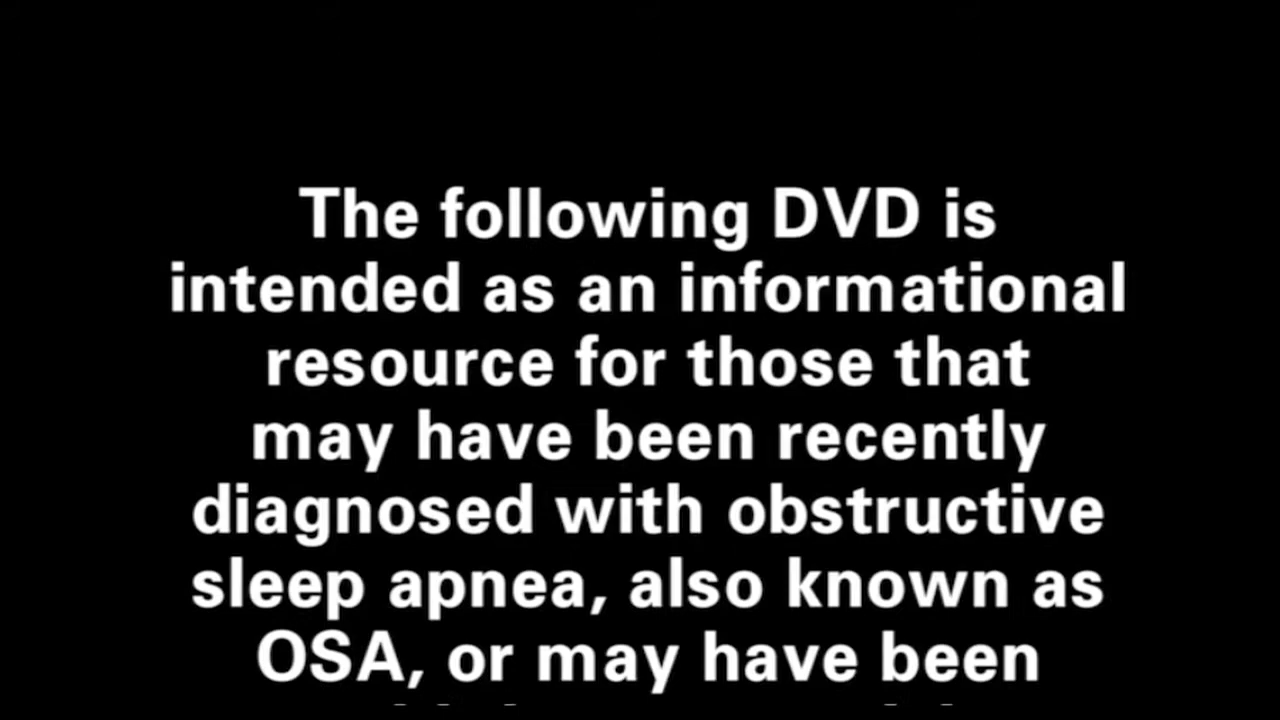 The following DVD is
intended as an informational
resource for those that
may have been recently
diagnosed with obstructive
sleep apnea, also known as
OSA, or may have been